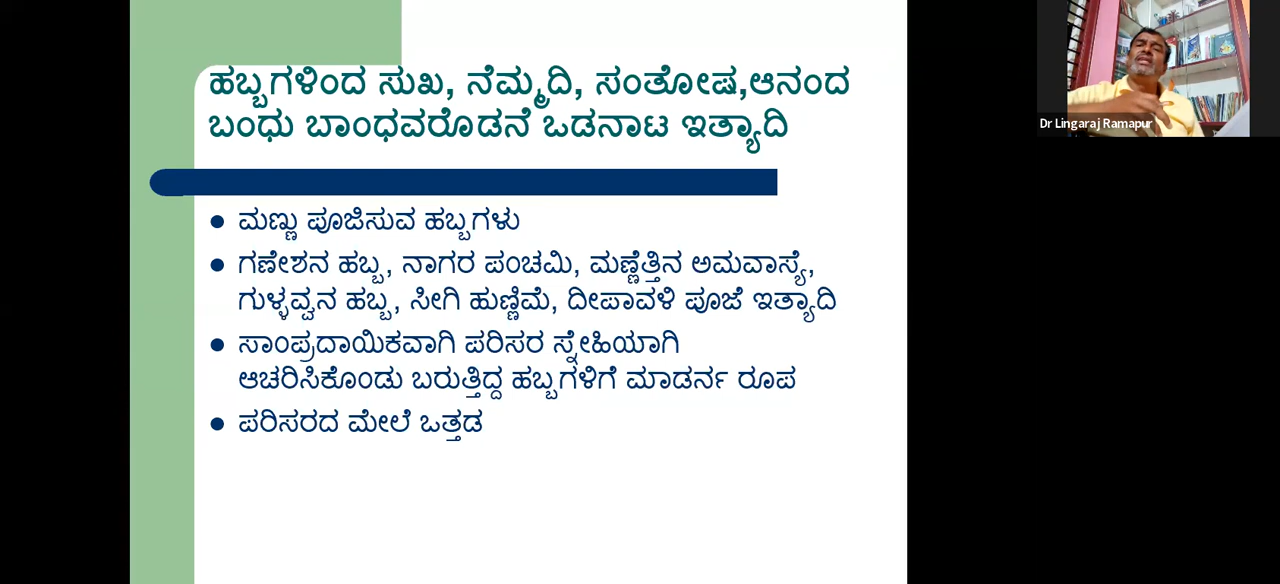 ಹಬ್ಬಗಳಿಂದ ಸುಖ, ನೆಮ್ಮದಿ, ಸಂತೋಷ,ಆನಂದ
ಬಂಧು ಬಾಂಧವರೊಡನೆ ಒಡನಾಟ ಇತ್ಯಾದಿ
● ಮಣ್ಣು ಪೂಜಿಸುವ ಹಬ್ಬಗಳು
● ಗಣೇಶನ ಹಬ್ಬ, ನಾಗರ ಪಂಚಮಿ, ಮಣ್ಣೆತ್ತಿನ ಅಮವಾಸ್ಯೆ,
ಗುಳ್ಳವ್ವನ ಹಬ್ಬ, ಸೀಗಿ ಹುಣ್ಣಿಮೆ, ದೀಪಾವಳಿ ಪೂಜೆ ಇತ್ಯಾದಿ
● ಸಾಂಪ್ರದಾಯಿಕವಾಗಿ ಪರಿಸರ ಸ್ನೇಹಿಯಾಗಿ
ಆಚರಿಸಿಕೊಂಡು ಬರುತ್ತಿದ್ದ ಹಬ್ಬಗಳಿಗೆ ಮಾಡರ್ನ ರೂಪ
● ಪರಿಸರದ ಮೇಲೆ ಒತ್ತಡ
Dr Lingaraj Ramapur